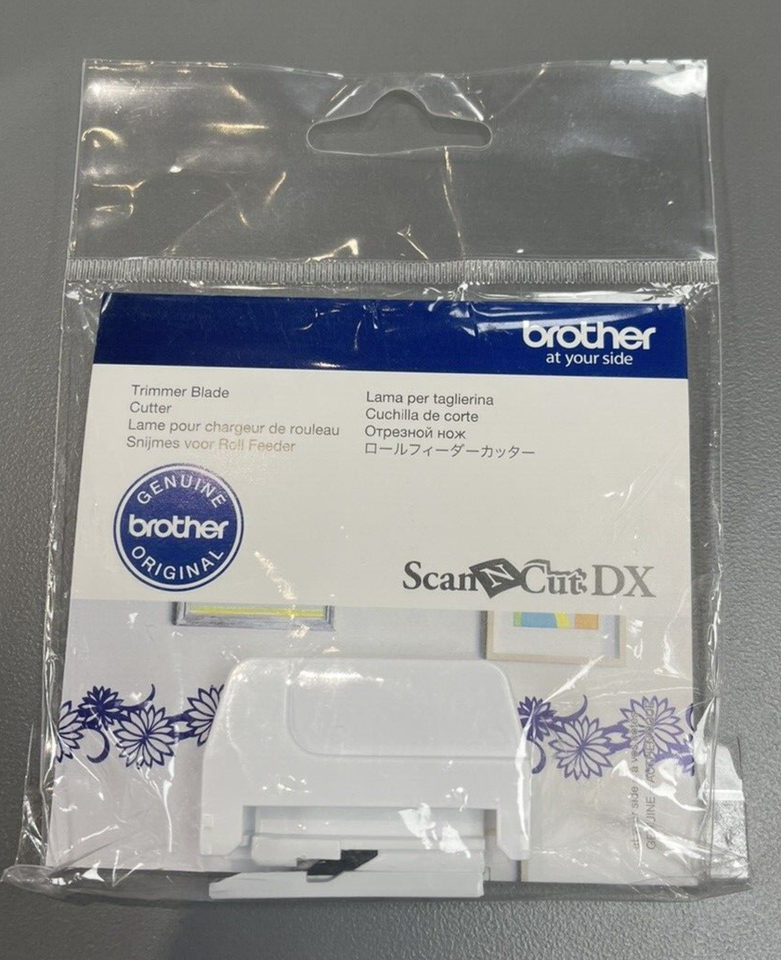 brother
at your side
Trimmer Blade
Cutter
Lame pour chargeur de rouleau
Snijmes voor Roll Feeder
Lama per taglierina
Cuchilla de corte
Отрезной нож
ロールフィーダーカッター
GENUINE
brother
ORIGINAL
ScanNCut DX